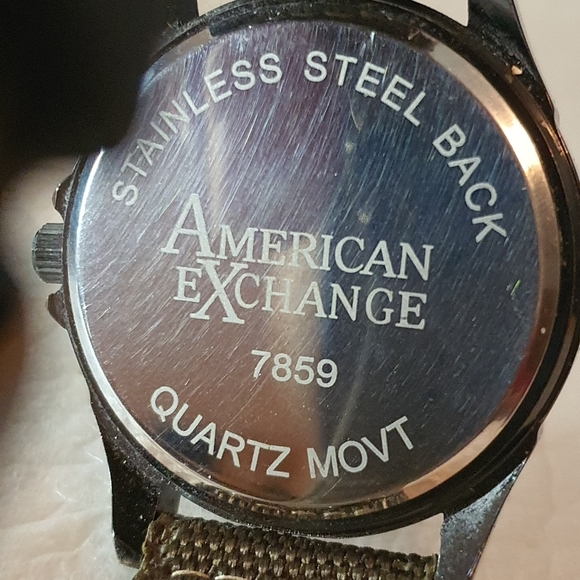 STAINLESS STEEL BACK
AMERICAN
EXCHANGE
7859
QUARTZ MOVT